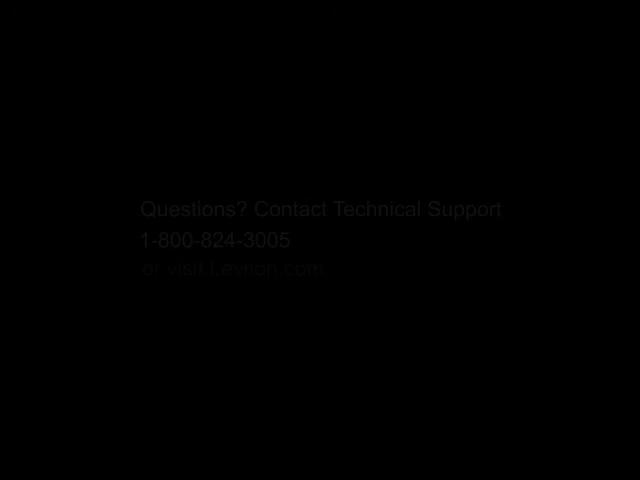 Questions? Contact Technical Support
1-800-824-3005
or visit Leviton.com